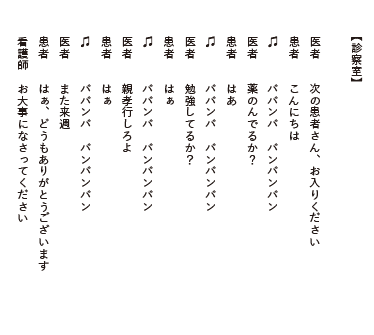 【診察室】
医者　次の患者さん、お入りください
患者　こんにちは
♫　ババンバ　バンバンバン
医者　薬のんでるか？
患者　はあ
♫　ババンバ　バンバンバン
医者　勉強してるか？
患者　はぁ
♫　ババンバ　バンバンバン
医者　親孝行しろよ
患者　はぁ
♫　ババンバ　バンバンバン
医者　また来週
患者　はぁ、どうもありがとうございます
看護師　お大事になさってください